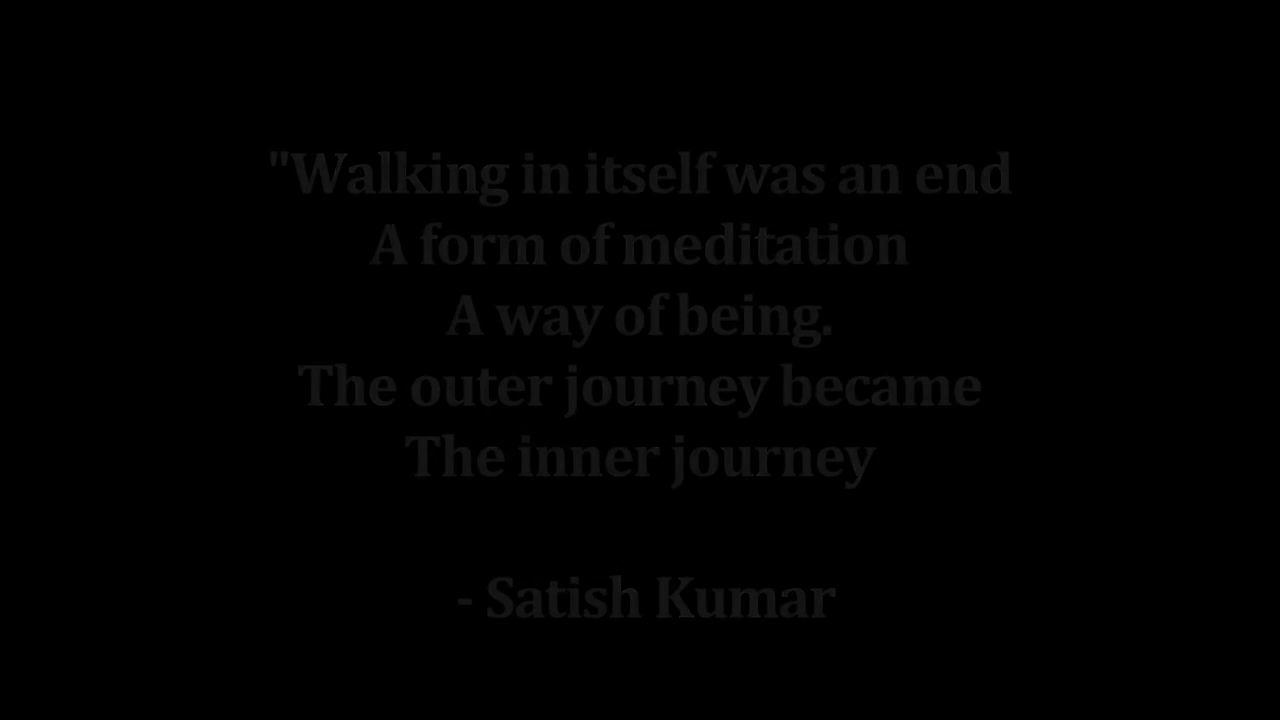 "Walking in itself was an end
A form of meditation
A way of being.
The outer journey became
The inner journey
- Satish Kumar